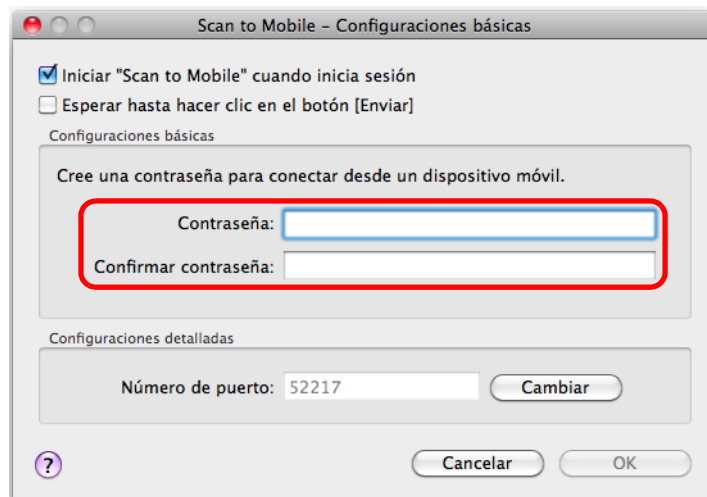 Scan to Mobile – Configuraciones básicas
Iniciar "Scan to Mobile" cuando inicia sesión
Esperar hasta hacer clic en el botón [Enviar]
Configuraciones básicas
Cree una contraseña para conectar desde un dispositivo móvil.
Contraseña:
Confirmar contraseña:
Configuraciones detalladas
Número de puerto: 52217 Cambiar
? Cancelar OK